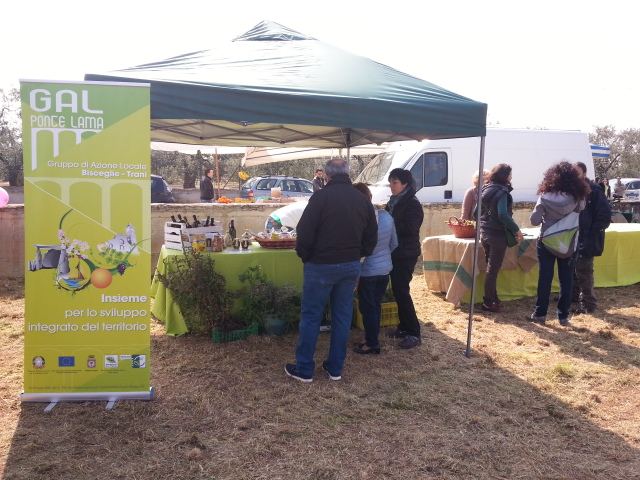 GAL
PONTE LAMA
Gruppo di Azione Locale
Bisceglie - Trani
Insieme
per lo sviluppo
integrato del territorio